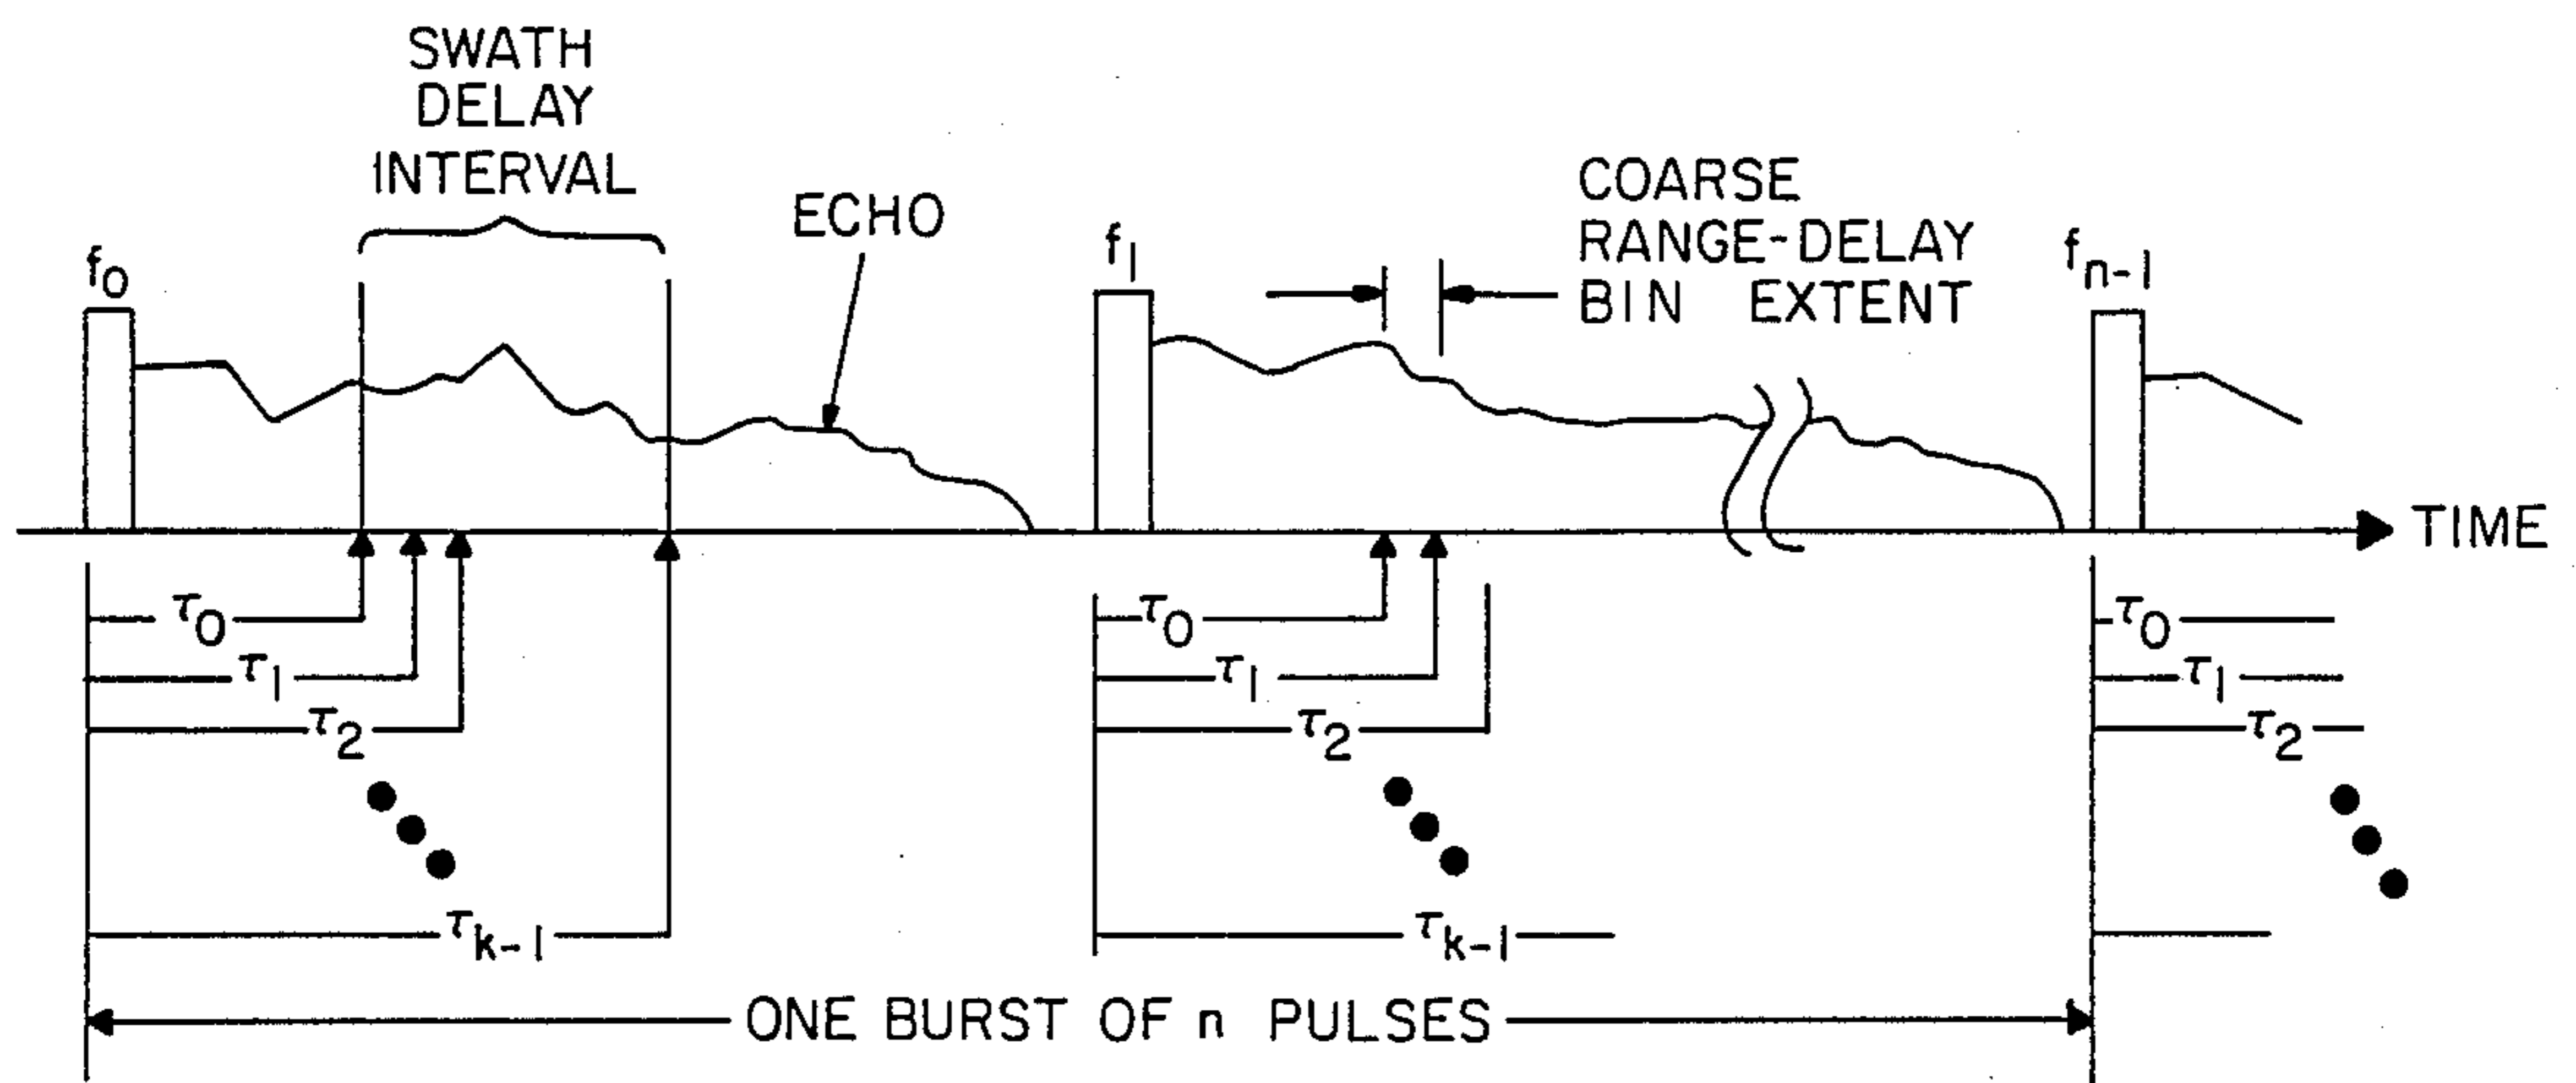 SWATH
DELAY
INTERVAL
ECHO
COARSE
RANGE-DELAY
BIN EXTENT
f0
f1
fn-1
TIME
τ0
τ1
τ2
τk-1
τ0
τ1
τ2
τk-1
τ0
τ1
τ2
ONE BURST OF n PULSES